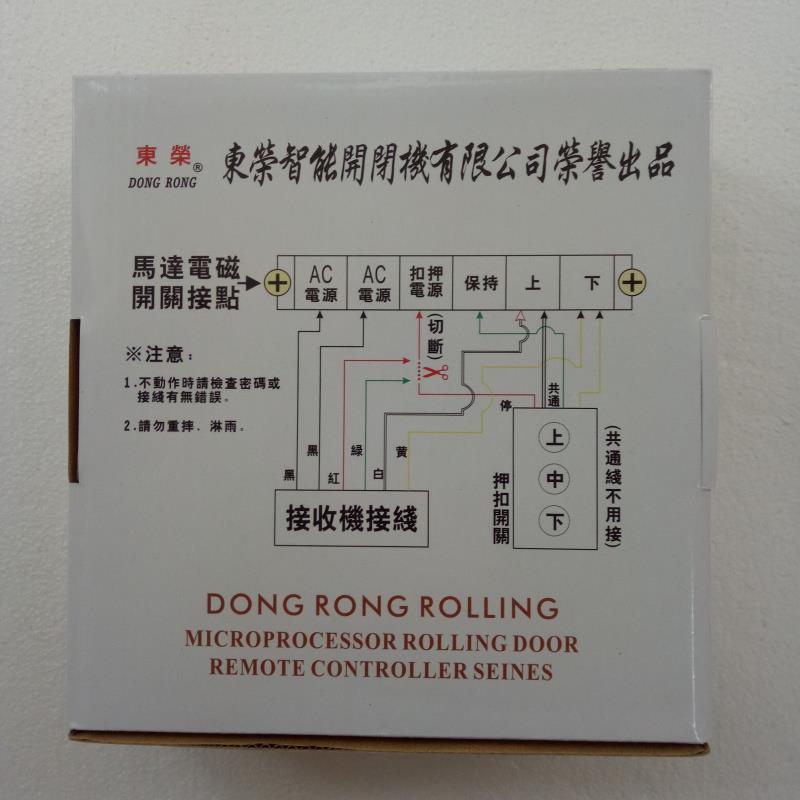 東榮®
DONG RONG
東榮智能開閉機有限公司榮譽出品
馬達電磁
開關接點
AC
電源
AC
電源
扣押
電源
保持
上
下
(切斷)
※注意：
1.不動作時請檢查密碼或
接綫有無錯誤。
2.請勿重摔、淋雨。
黑
黑
紅
綠
白
黄
停
共通
接收機接綫
押扣開關
上
中
下
(共通綫不用接)
DONG RONG ROLLING
MICROPROCESSOR ROLLING DOOR
REMOTE CONTROLLER SEINES